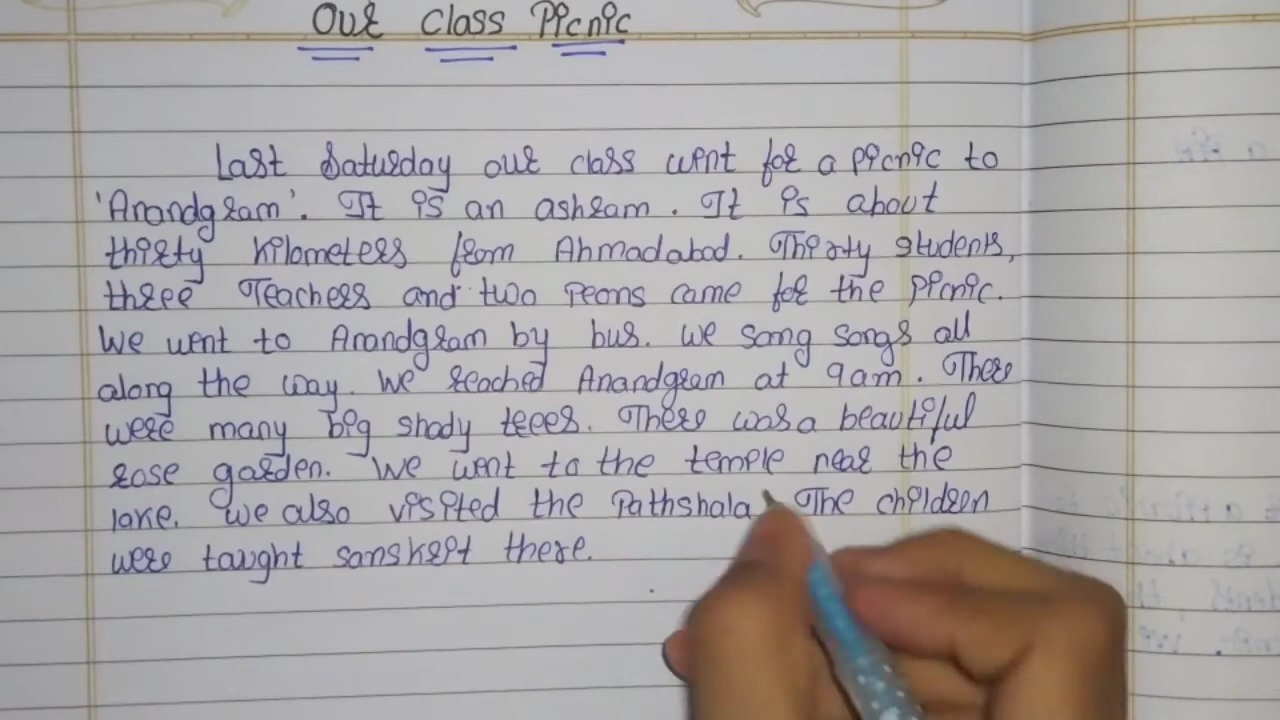 Our Class Picnic
Last Saturday our class went for a picnic to
'Anandgram'. It is an ashram. It is about
thirty kilometers from Ahmadabad. Thirty students,
three Teachers and two Peons came for the picnic.
We went to Anandgram by bus. We sang songs all
along the way. We reached Anandgram at 9am. There
were many big shady trees. There was a beautiful
rose garden. We went to the temple near the
lake. We also visited the Pathshala The children
were taught sanskrit there.